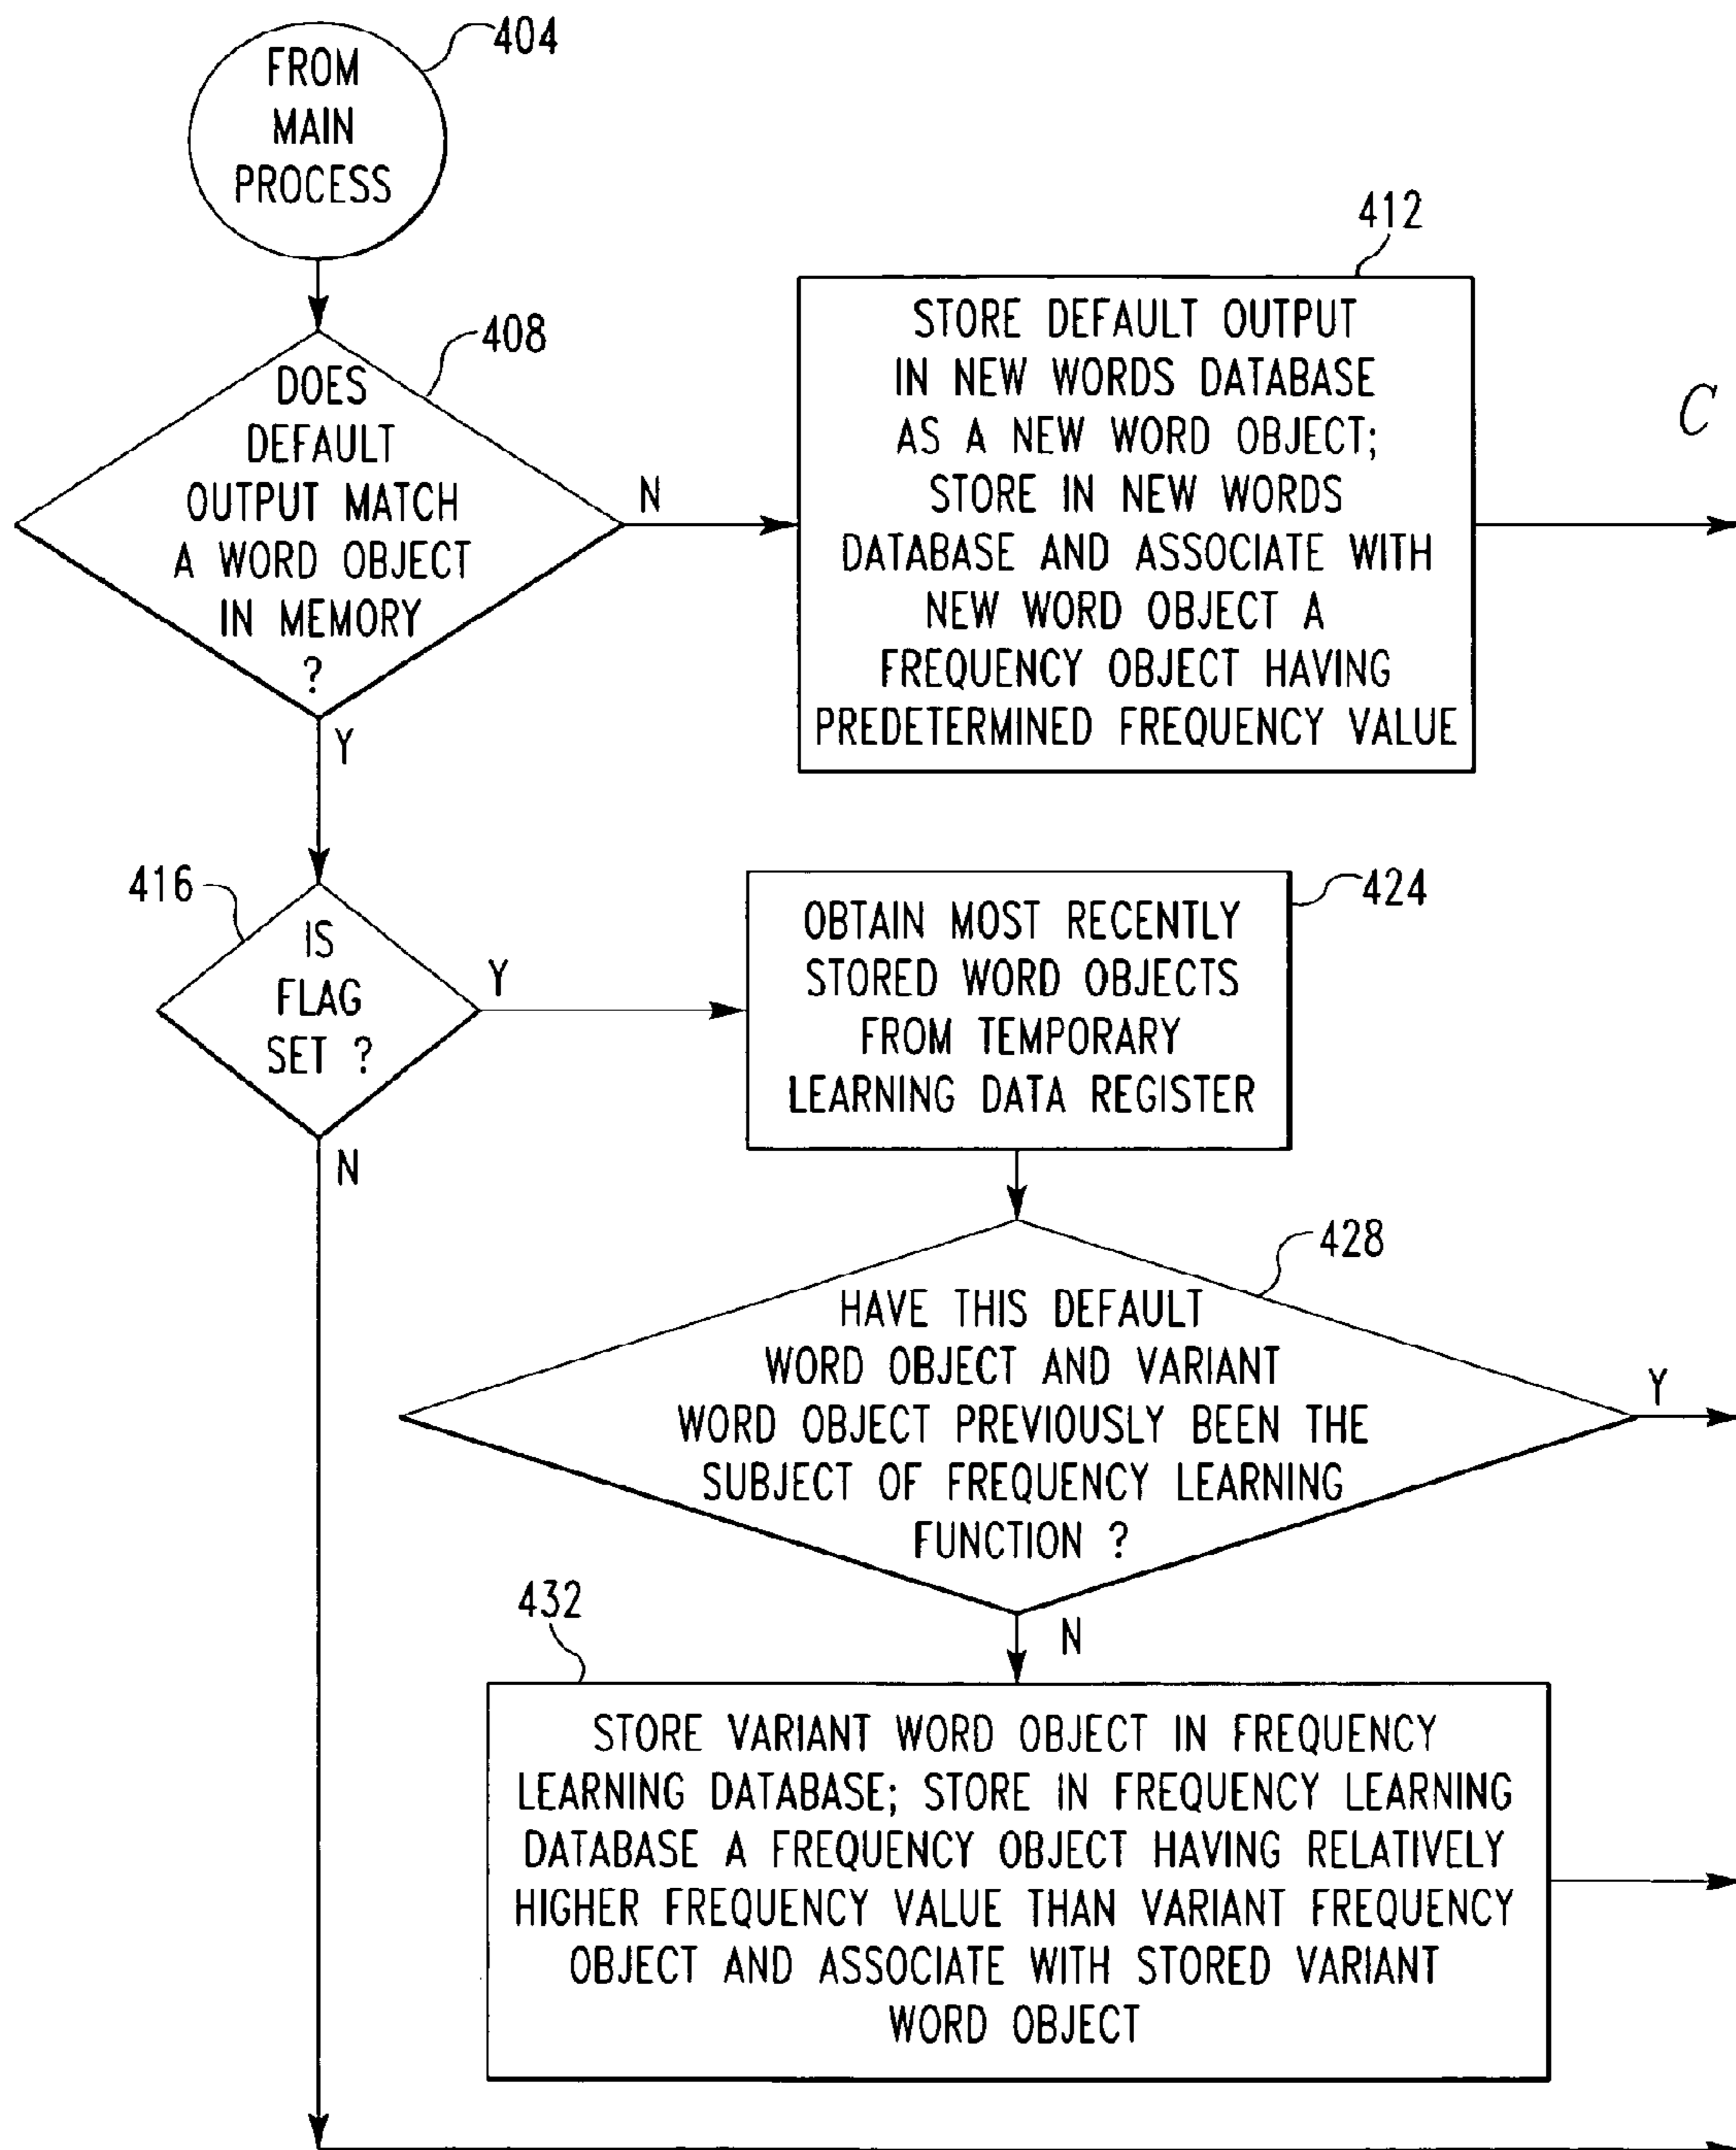 404
FROM
MAIN
PROCESS
408
DOES
DEFAULT
OUTPUT MATCH
A WORD OBJECT
IN MEMORY
?
N
Y
412
STORE DEFAULT OUTPUT
IN NEW WORDS DATABASE
AS A NEW WORD OBJECT;
STORE IN NEW WORDS
DATABASE AND ASSOCIATE WITH
NEW WORD OBJECT A
FREQUENCY OBJECT HAVING
PREDETERMINED FREQUENCY VALUE
C
416
IS
FLAG
SET ?
Y
N
424
OBTAIN MOST RECENTLY
STORED WORD OBJECTS
FROM TEMPORARY
LEARNING DATA REGISTER
428
HAVE THIS DEFAULT
WORD OBJECT AND VARIANT
WORD OBJECT PREVIOUSLY BEEN THE
SUBJECT OF FREQUENCY LEARNING
FUNCTION ?
Y
N
432
STORE VARIANT WORD OBJECT IN FREQUENCY
LEARNING DATABASE; STORE IN FREQUENCY LEARNING
DATABASE A FREQUENCY OBJECT HAVING RELATIVELY
HIGHER FREQUENCY VALUE THAN VARIANT FREQUENCY
OBJECT AND ASSOCIATE WITH STORED VARIANT
WORD OBJECT